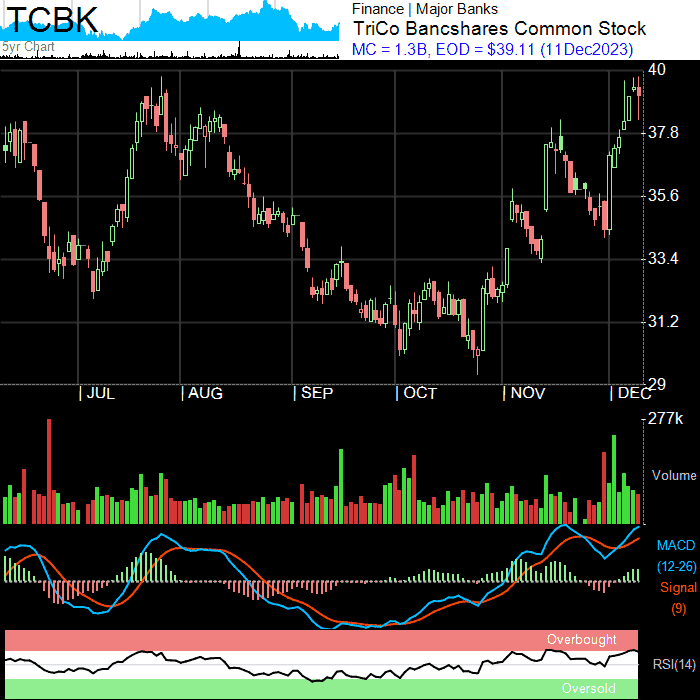 TCBK
5yr Chart
Finance | Major Banks
TriCo Bancshares Common Stock
MC = 1.3B, EOD = $39.11 (11Dec2023)
40
37.8
35.6
33.4
31.2
29
| JUL | AUG | SEP | OCT | NOV | DEC
277k
Volume
MACD
(12-26)
Signal
(9)
Overbought
RSI(14)
Oversold